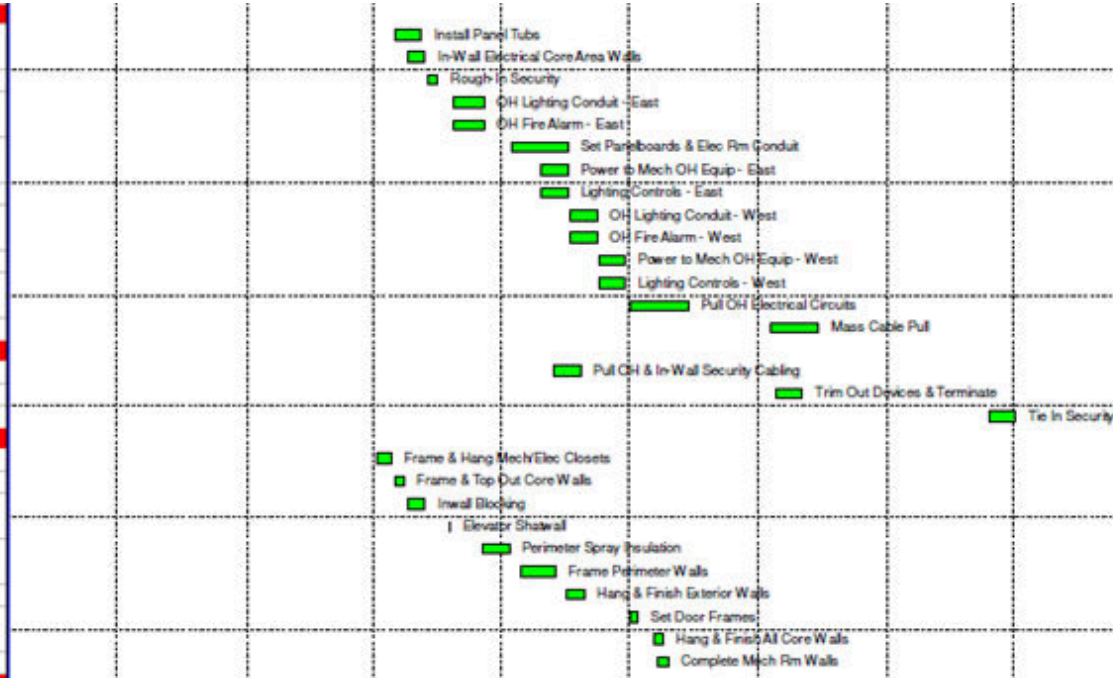 Install Panel Tubs
In-Wall Electrical Core Area Walls
Rough-In Security
OH Lighting Conduit - East
OH Fire Alarm - East
Set Panelboards & Elec Rm Conduit
Power to Mech OH Equip - East
Lighting Controls - East
OH Lighting Conduit - West
OH Fire Alarm - West
Power to Mech OH Equip - West
Lighting Controls - West
Pull OH Electrical Circuits
Mass Cable Pull
Pull OH & In-Wall Security Cabling
Trim Out Devices & Terminate
Tie In Security
Frame & Hang Mech/Elec Closets
Frame & Top Out Core Walls
Inwall Blocking
Elevator Shatwall
Perimeter Spray Insulation
Frame Perimeter Walls
Hang & Finish Exterior Walls
Set Door Frames
Hang & Finish All Core Walls
Complete Mech Rm Walls